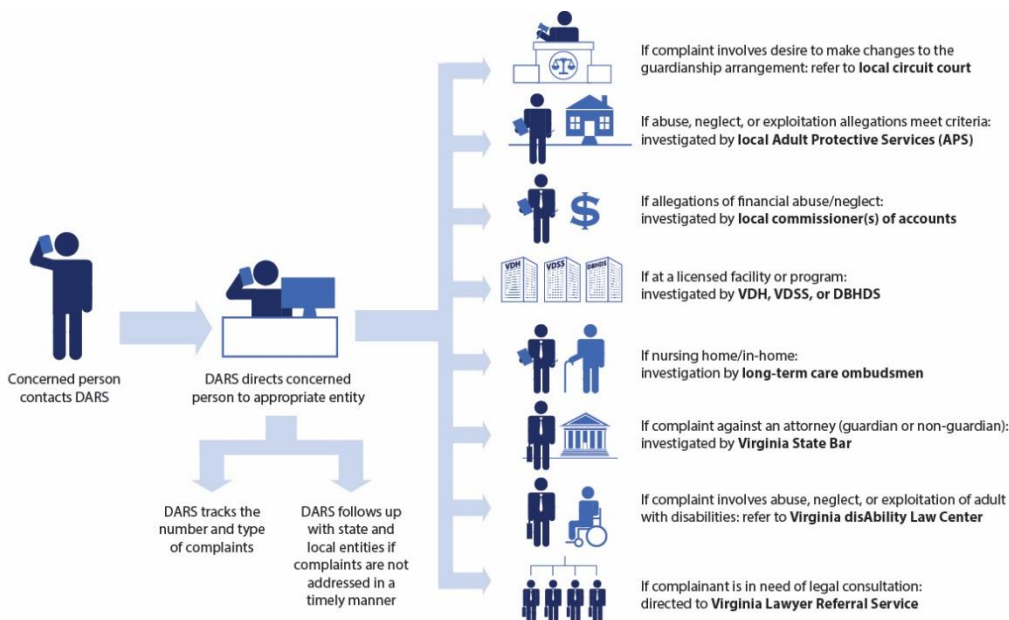 Concerned person
contacts DARS
DARS directs concerned
person to appropriate entity
DARS tracks the
number and type
of complaints
DARS follows up
with state and
local entities if
complaints are not
addressed in a
timely manner
If complaint involves desire to make changes to the
guardianship arrangement: refer to local circuit court
If abuse, neglect, or exploitation allegations meet criteria:
investigated by local Adult Protective Services (APS)
If allegations of financial abuse/neglect:
investigated by local commissioner(s) of accounts
VDH
VDSS
DBHDS
If at a licensed facility or program:
investigated by VDH, VDSS, or DBHDS
If nursing home/in-home:
investigation by long-term care ombudsmen
If complaint against an attorney (guardian or non-guardian):
investigated by Virginia State Bar
If complaint involves abuse, neglect, or exploitation of adult
with disabilities: refer to Virginia disAbility Law Center
If complainant is in need of legal consultation:
directed to Virginia Lawyer Referral Service